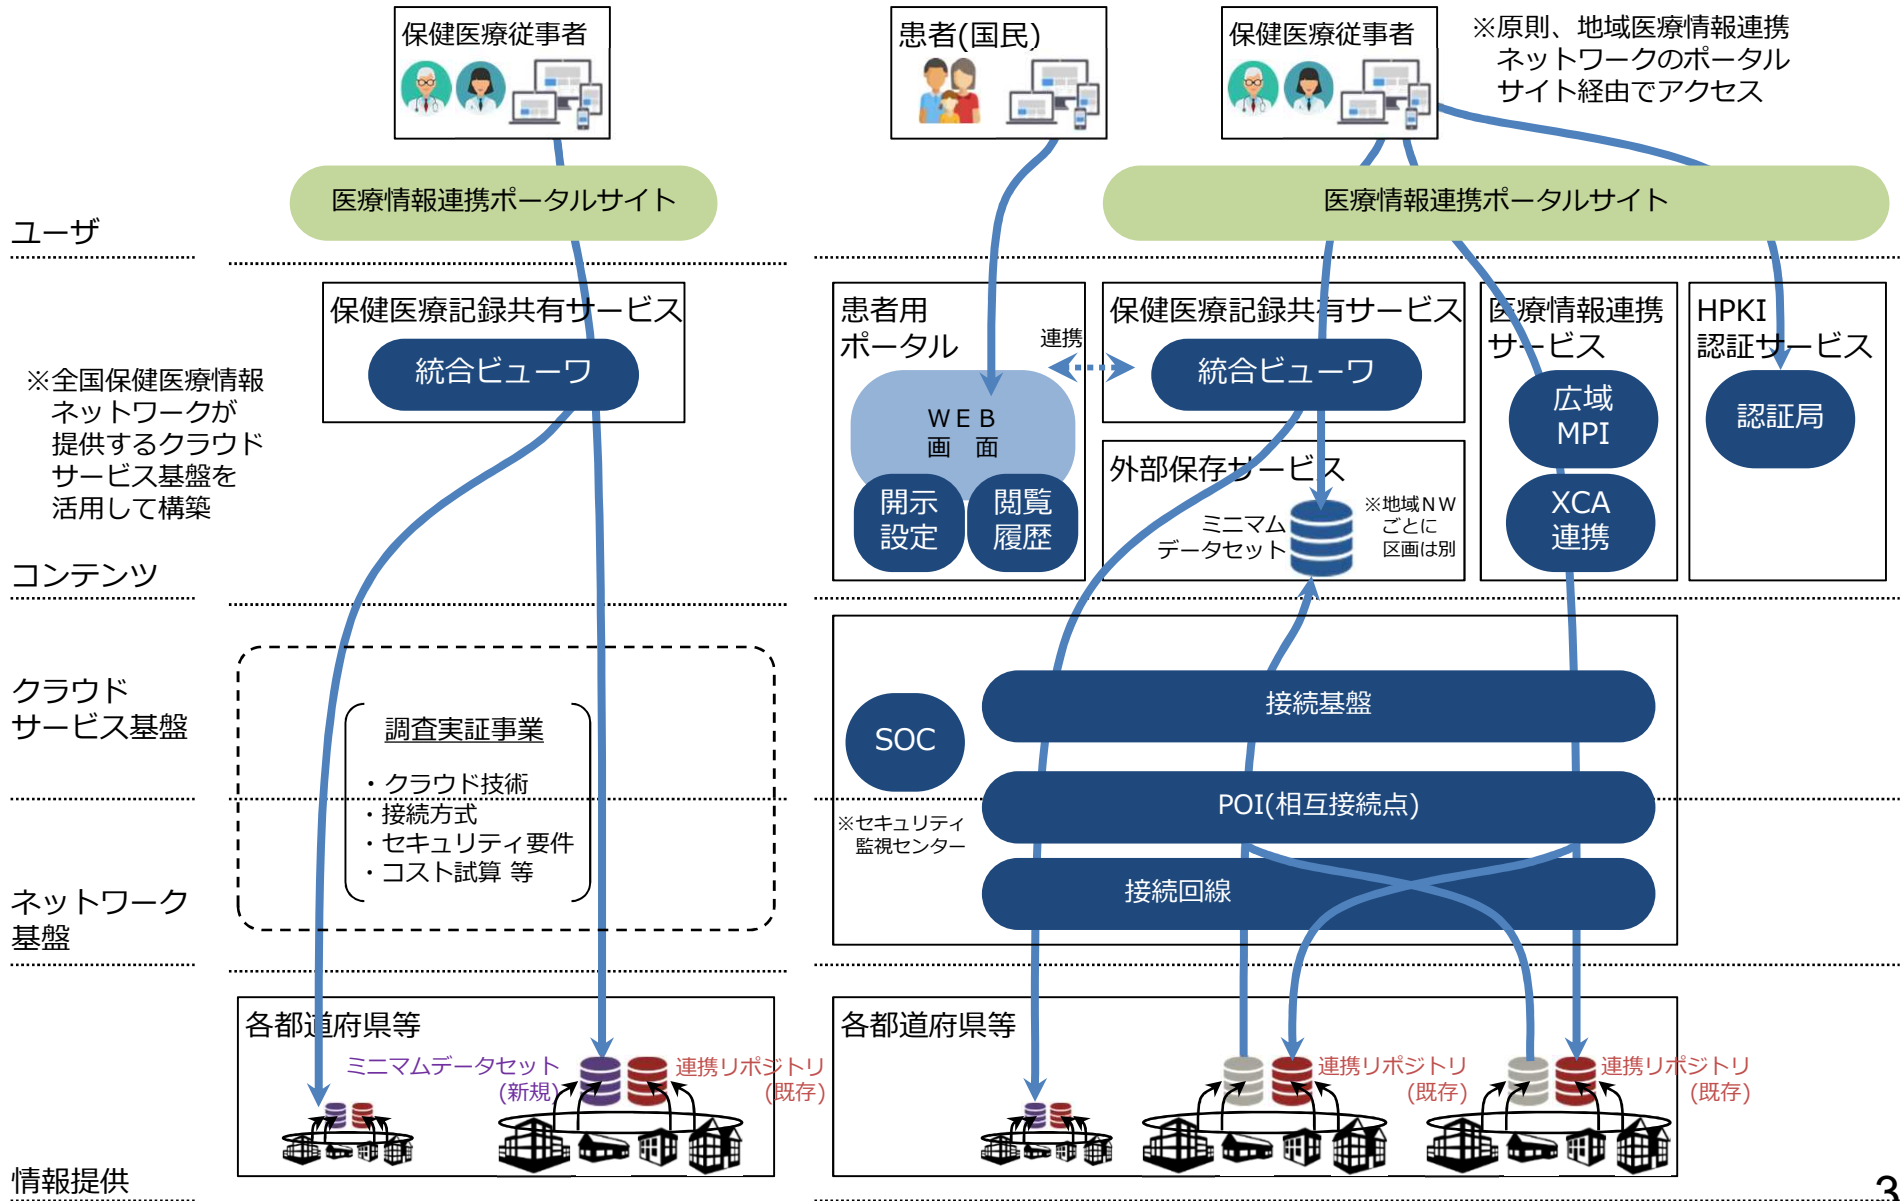 保健医療従事者
患者(国民)
保健医療従事者
※原則、地域医療情報連携
ネットワークのポータル
サイト経由でアクセス
医療情報連携ポータルサイト
医療情報連携ポータルサイト
ユーザ
保健医療記録共有サービス
統合ビューワ
患者用
ポータル
連携
WEB
画　面
開示
設定
閲覧
履歴
保健医療記録共有サービス
統合ビューワ
外部保存サービス
ミニマム
データセット
※地域NW
ごとに
区画は別
医療情報連携
サービス
広域
MPI
XCA
連携
HPKI
認証サービス
認証局
※全国保健医療情報
ネットワークが
提供するクラウド
サービス基盤を
活用して構築
コンテンツ
クラウド
サービス基盤
調査実証事業
・クラウド技術
・接続方式
・セキュリティ要件
・コスト試算 等
SOC
※セキュリティ
監視センター
接続基盤
POI(相互接続点)
接続回線
ネットワーク
基盤
各都道府県等
ミニマムデータセット
(新規)
連携リポジトリ
(既存)
各都道府県等
連携リポジトリ
(既存)
連携リポジトリ
(既存)
情報提供
3